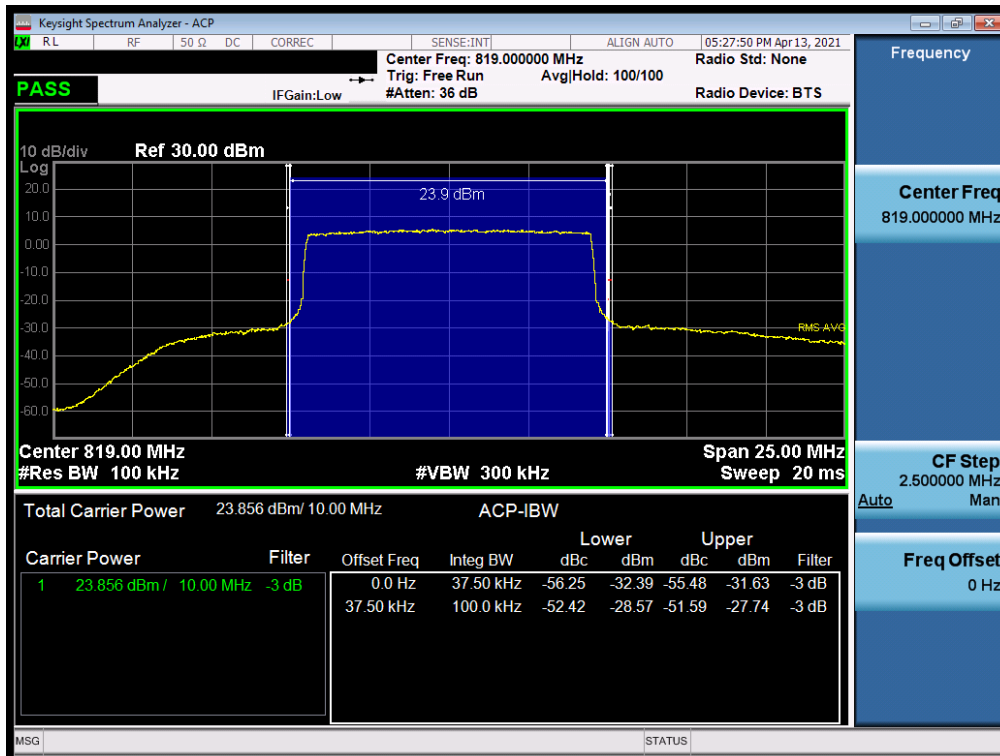 Keysight Spectrum Analyzer - ACP
LXI RL RF 50 Ω DC CORREC SENSE:INT ALIGN AUTO 05:27:50 PM Apr 13, 2021
Center Freq: 819.000000 MHz Radio Std: None
Trig: Free Run Avg|Hold: 100/100
PASS IFGain:Low #Atten: 36 dB Radio Device: BTS
10 dB/div Ref 30.00 dBm
Log
23.9 dBm
20.0
10.0
0.00
-10.0
-20.0
-30.0
RMS AVG
-40.0
-50.0
-60.0
Center 819.00 MHz Span 25.00 MHz
#Res BW 100 kHz #VBW 300 kHz Sweep 20 ms
Total Carrier Power 23.856 dBm/ 10.00 MHz ACP-IBW
Lower Upper
Carrier Power Filter Offset Freq Integ BW dBc dBm dBc dBm Filter
1 23.856 dBm / 10.00 MHz -3 dB 0.0 Hz 37.50 kHz -56.25 -32.39 -55.48 -31.63 -3 dB
37.50 kHz 100.0 kHz -52.42 -28.57 -51.59 -27.74 -3 dB
MSG STATUS
Frequency
Center Freq
819.000000 MHz
CF Step
2.500000 MHz
Auto Man
Freq Offset
0 Hz